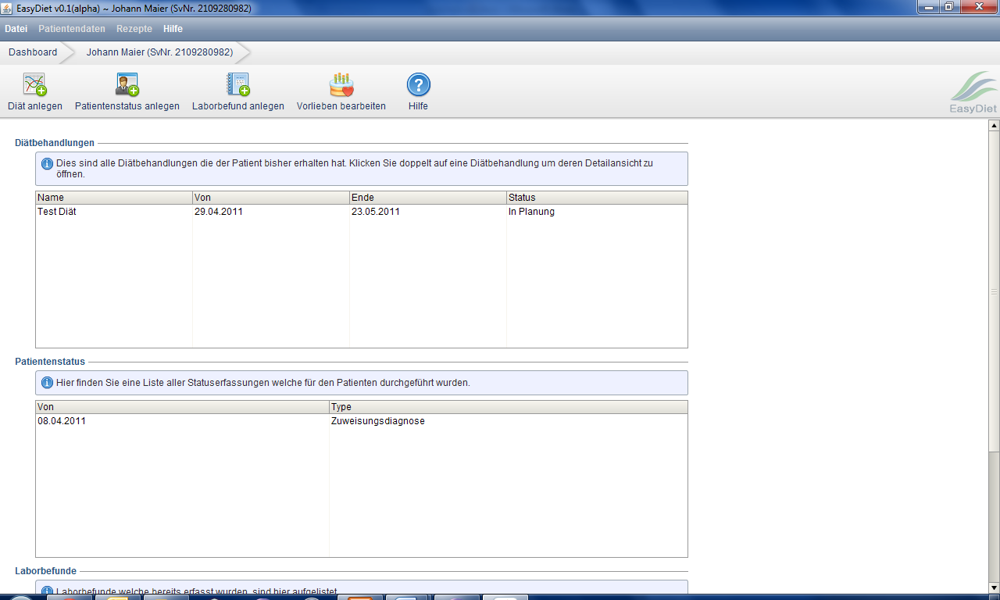 EasyDiet v0.1(alpha) ~ Johann Maier (SvNr. 2109280982)
Datei Patientendaten Rezepte Hilfe
Dashboard Johann Maier (SvNr. 2109280982)
Diät anlegen Patientenstatus anlegen Laborbefund anlegen Vorlieben bearbeiten Hilfe
EasyDiet
Diätbehandlungen
Dies sind alle Diätbehandlungen die der Patient bisher erhalten hat. Klicken Sie doppelt auf eine Diätbehandlung um deren Detailansicht zu
öffnen.
Name Von Ende Status
Test Diät 29.04.2011 23.05.2011 In Planung
Patientenstatus
Hier finden Sie eine Liste aller Statuserfassungen welche für den Patienten durchgeführt wurden.
Von Type
08.04.2011 Zuweisungsdiagnose
Laborbefunde
Laborbefunde welche bereits erfasst wurden, sind hier aufgelistet.